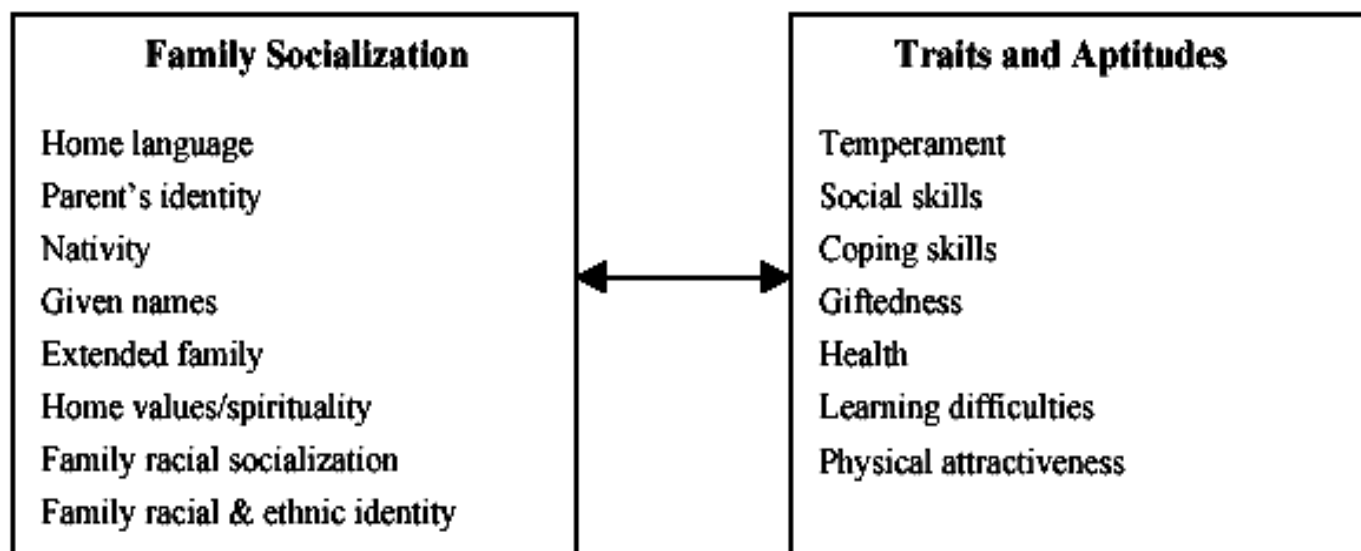 Family Socialization
Home language
Parent's identity
Nativity
Given names
Extended family
Home values/spirituality
Family racial socialization
Family racial & ethnic identity
Traits and Aptitudes
Temperament
Social skills
Coping skills
Giftedness
Health
Learning difficulties
Physical attractiveness